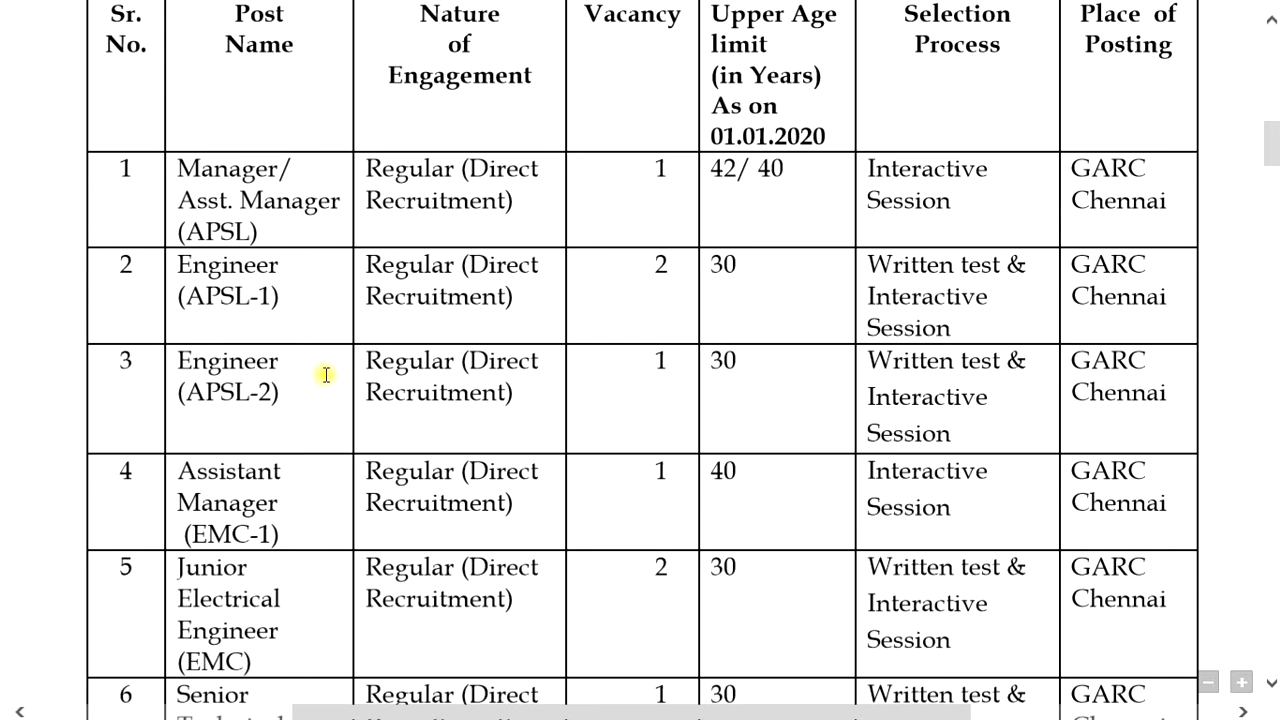 Sr. No. Post Name Nature of Engagement Vacancy Upper Age limit (in Years) As on 01.01.2020 Selection Process Place of Posting
1 Manager/ Asst. Manager (APSL) Regular (Direct Recruitment) 1 42/ 40 Interactive Session GARC Chennai
2 Engineer (APSL-1) Regular (Direct Recruitment) 2 30 Written test & Interactive Session GARC Chennai
3 Engineer (APSL-2) Regular (Direct Recruitment) 1 30 Written test & Interactive Session GARC Chennai
4 Assistant Manager (EMC-1) Regular (Direct Recruitment) 1 40 Interactive Session GARC Chennai
5 Junior Electrical Engineer (EMC) Regular (Direct Recruitment) 2 30 Written test & Interactive Session GARC Chennai
6 Senior Regular (Direct 1 30 Written test & GARC